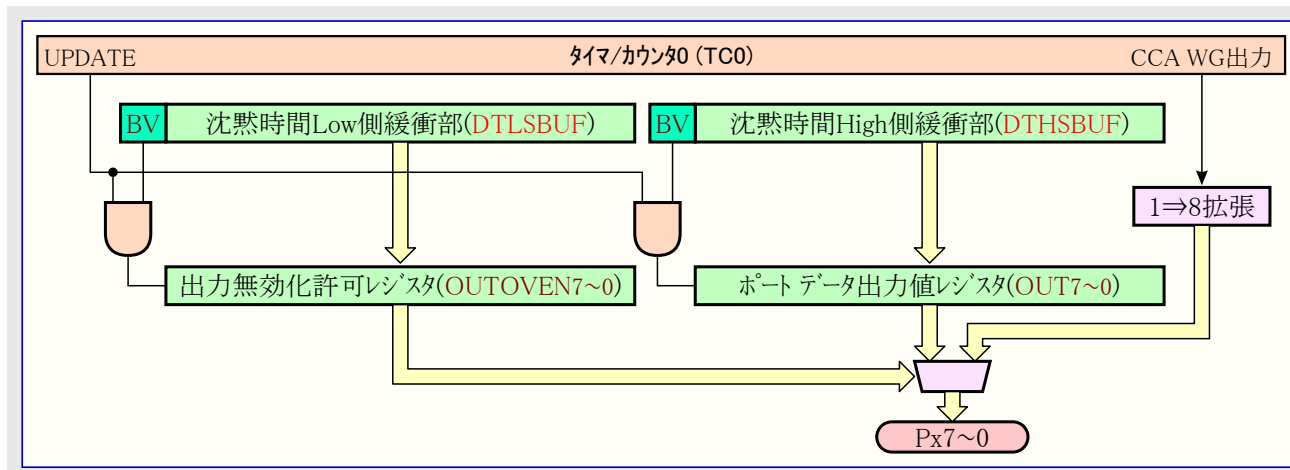 タイマ/カウンタ0 (TC0)
UPDATE
CCA WG出力
BV
沈黙時間Low側緩衝部(DTLSBUF)
BV
沈黙時間High側緩衝部(DTHSBUF)
1⇒8拡張
出力無効化許可レジスタ(OUTOVEN7~0)
ポート データ出力値レジスタ(OUT7~0)
Px7~0